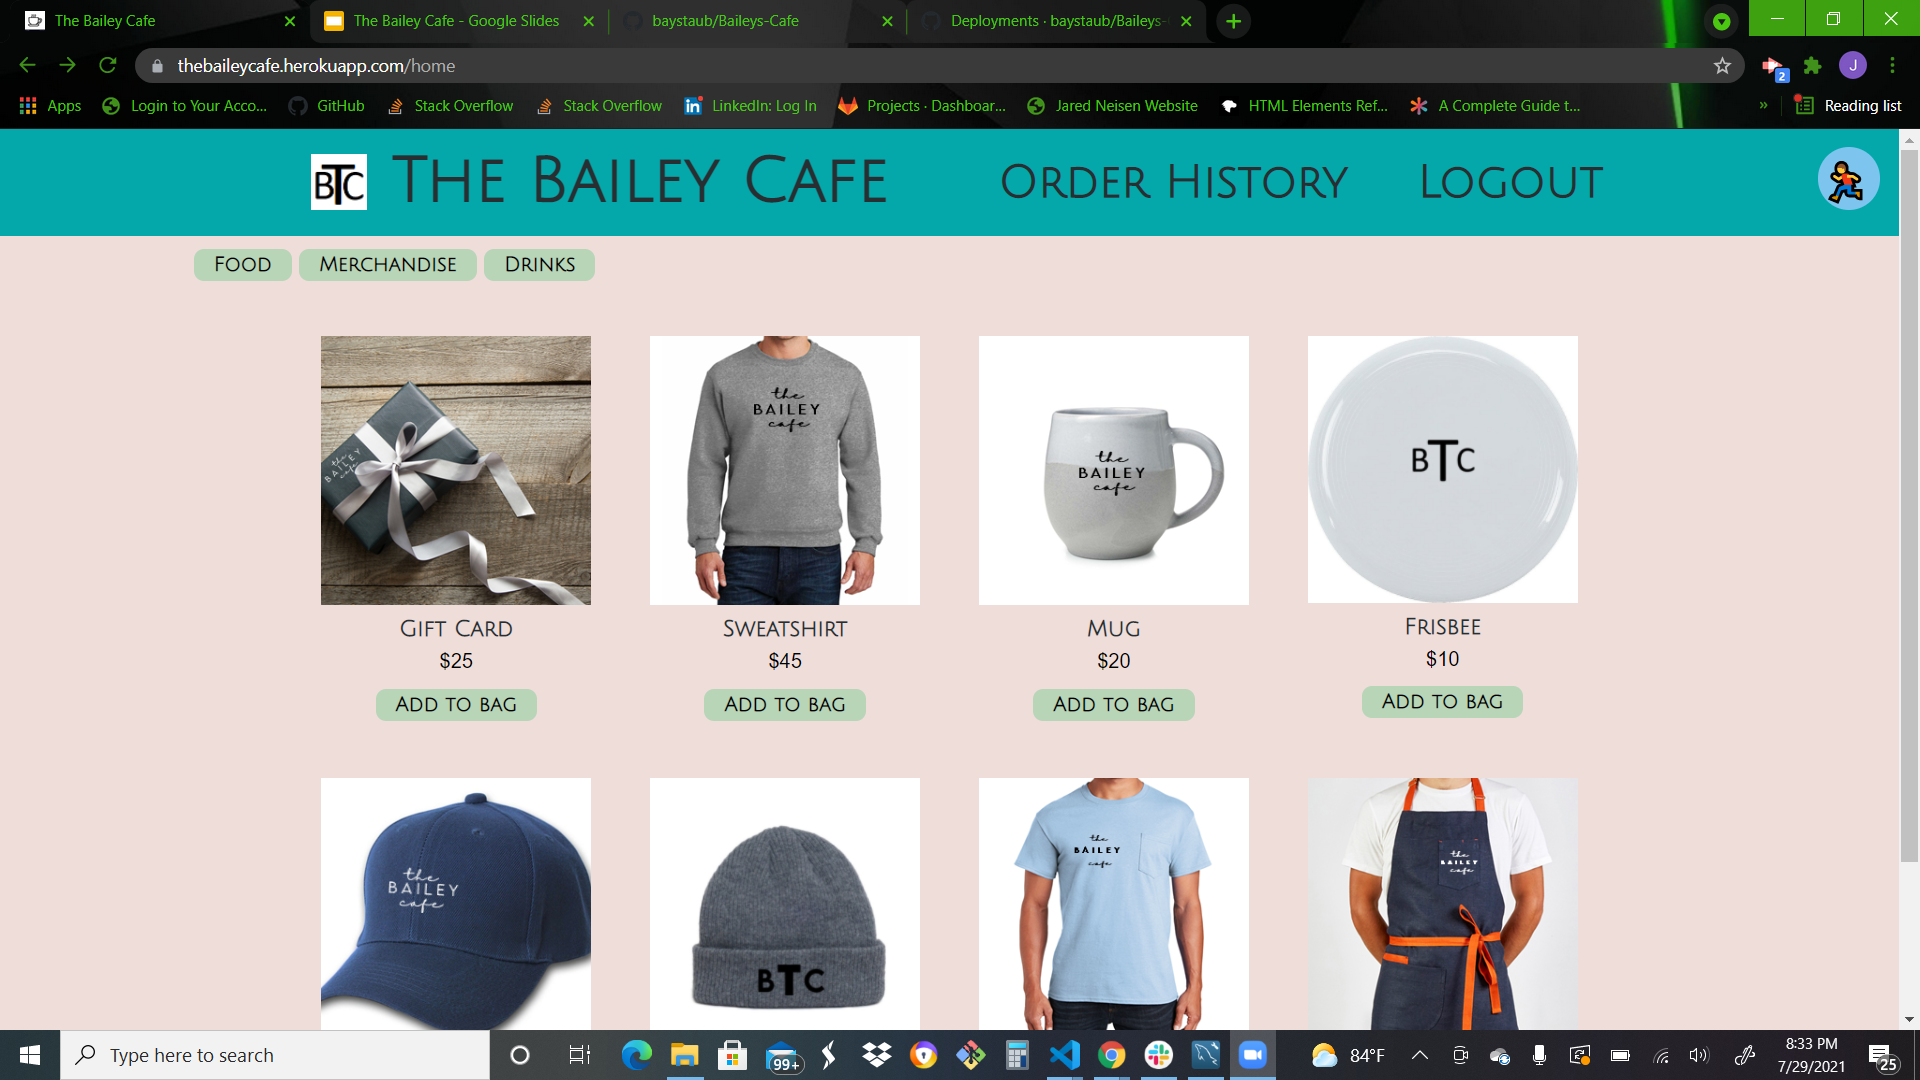 The Bailey Cafe
The Bailey Cafe - Google Slides
baystaub/Baileys-Cafe
Deployments · baystaub/Baileys-
thebaileycafe.herokuapp.com/home
2
J
Apps
Login to Your Acco...
GitHub
Stack Overflow
Stack Overflow
LinkedIn: Log In
Projects · Dashboar...
Jared Neisen Website
HTML Elements Ref...
A Complete Guide t...
»
Reading list
BTC
The Bailey Cafe
Order History
Logout
Food
Merchandise
Drinks
the
BAILEY
cafe
the
BAILEY
cafe
the
BAILEY
cafe
BTC
Gift Card
$25
Add to bag
Sweatshirt
$45
Add to bag
Mug
$20
Add to bag
Frisbee
$10
Add to bag
the
BAILEY
cafe
BTC
the
BAILEY
cafe
the
BAILEY
cafe
Type here to search
99+
84°F
8:33 PM
7/29/2021
25